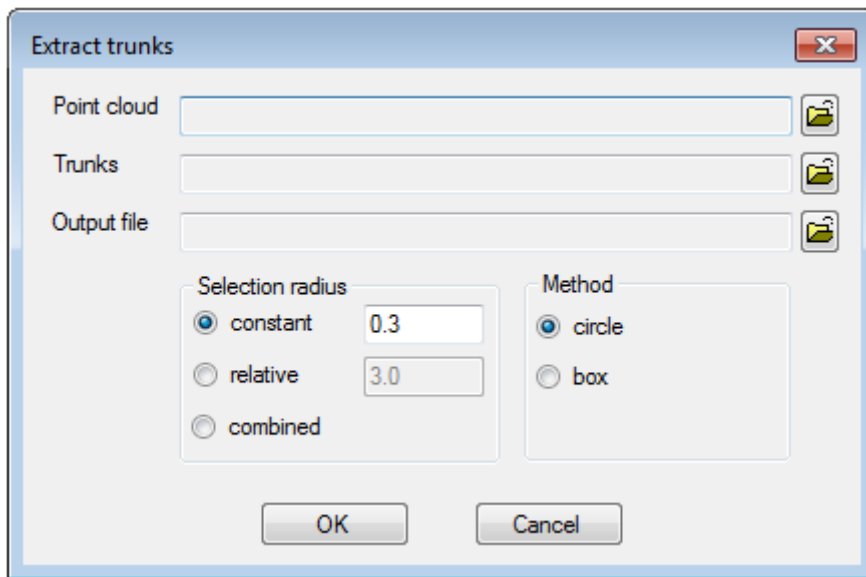 Extract trunks
Point cloud
Trunks
Output file
Selection radius
constant 0.3
relative 3.0
combined
Method
circle
box
OK Cancel